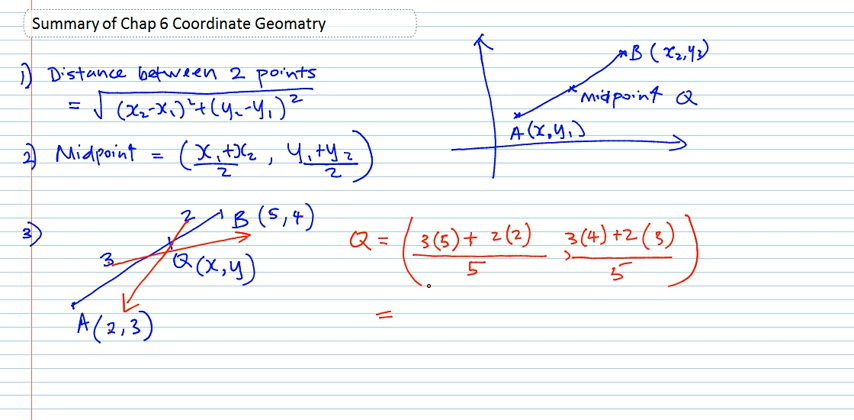 Summary of Chap 6 Coordinate Geometry
1) Distance between 2 points
= √((x₂-x₁)²+(y₂-y₁)²)
2) Midpoint = (x₁+x₂/2, y₁+y₂/2)
B(x₂,y₃)
Midpoint Q
A(x,y₁)
3)
2
B(5,4)
3
Q(x,y)
A(2,3)
Q = (3(5)+2(2)/5, 3(4)+2(3)/5)
=